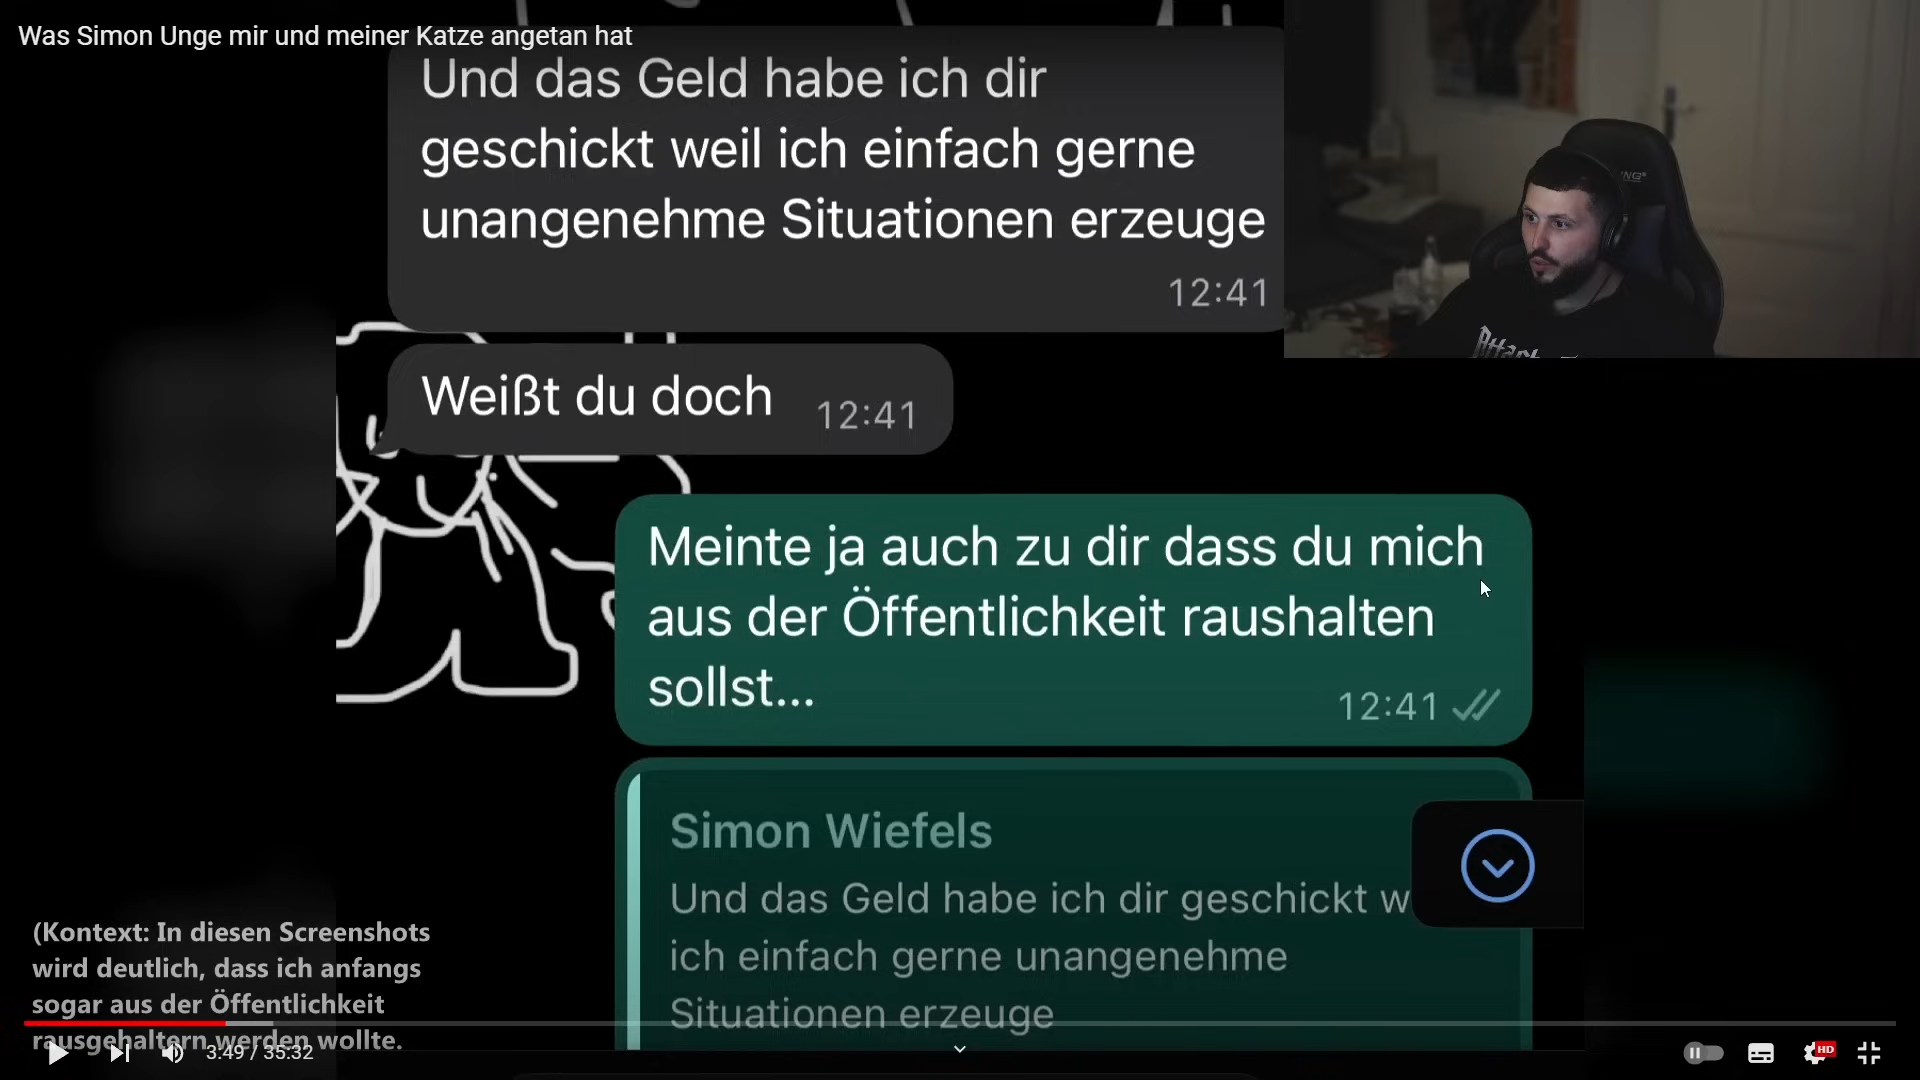 Was Simon Unge mir und meiner Katze angetan hat
Und das Geld habe ich dir
geschickt weil ich einfach gerne
unangenehme Situationen erzeuge
12:41
Weißt du doch 12:41
Meinte ja auch zu dir dass du mich
aus der Öffentlichkeit raushalten
sollst...
12:41
Simon Wiefels
Und das Geld habe ich dir geschickt w
ich einfach gerne unangenehme
Situationen erzeuge
(Kontext: In diesen Screenshots
wird deutlich, dass ich anfangs
sogar aus der Öffentlichkeit
rausgehaltern werden wollte.
3:49 / 35:32
HD